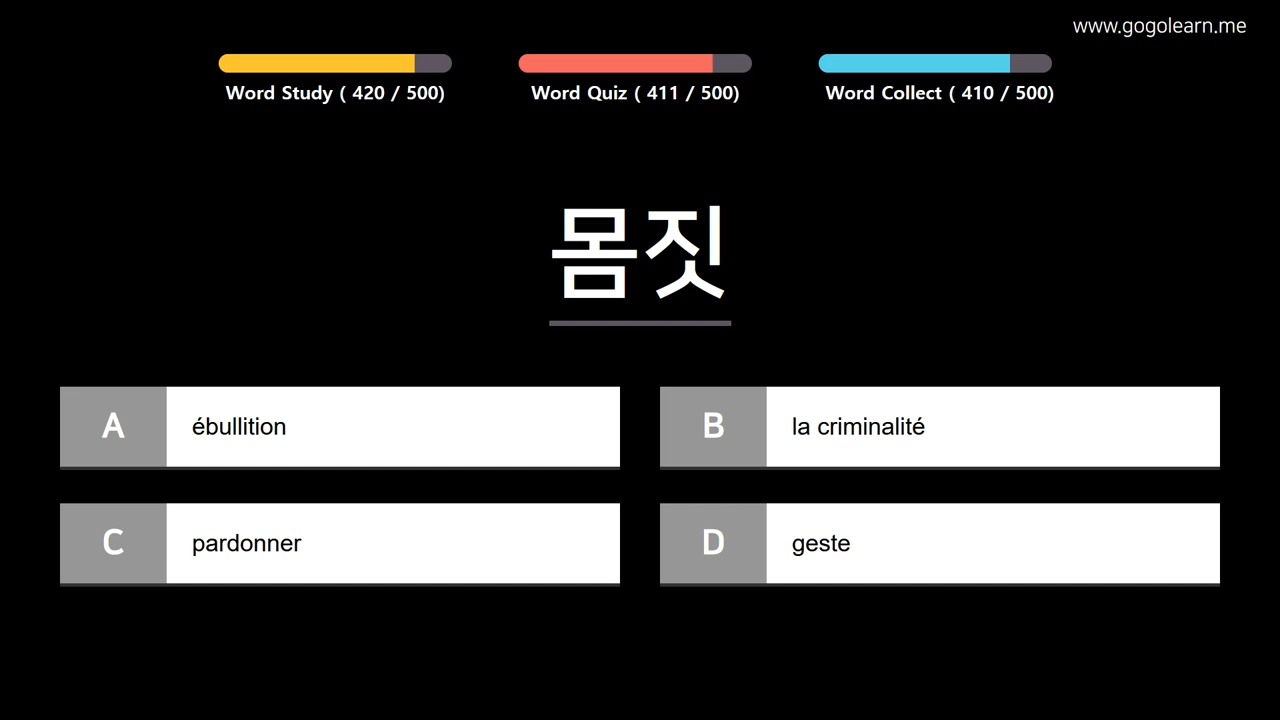 www.gogolearn.me
Word Study ( 420 / 500)
Word Quiz ( 411 / 500)
Word Collect ( 410 / 500)
몸짓
A ébullition
B la criminalité
C pardonner
D geste